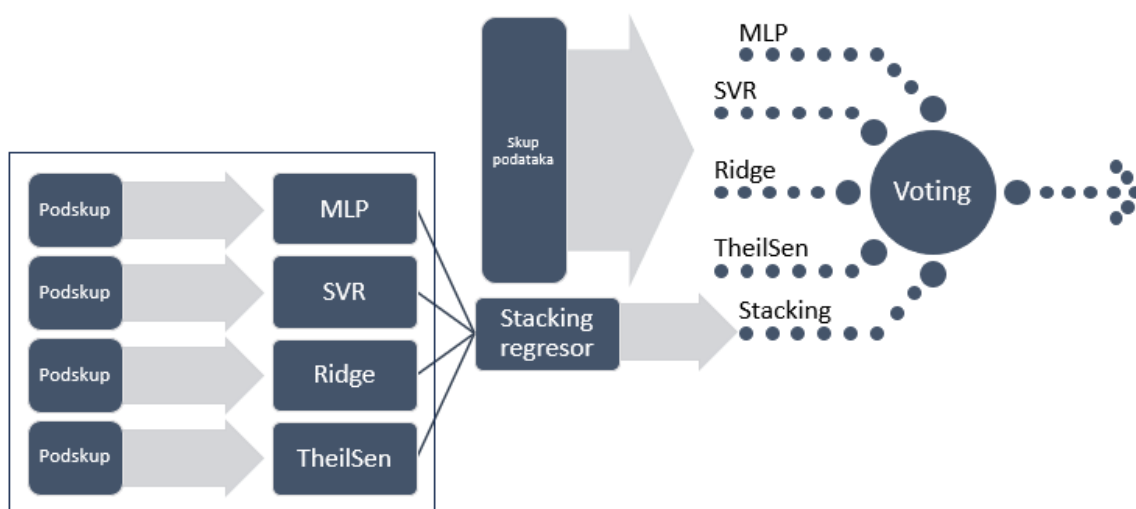 Podskup
MLP
Podskup
SVR
Podskup
Ridge
Podskup
TheilSen
Skup
podataka
Stacking
regresor
MLP
SVR
Ridge
TheilSen
Stacking
Voting